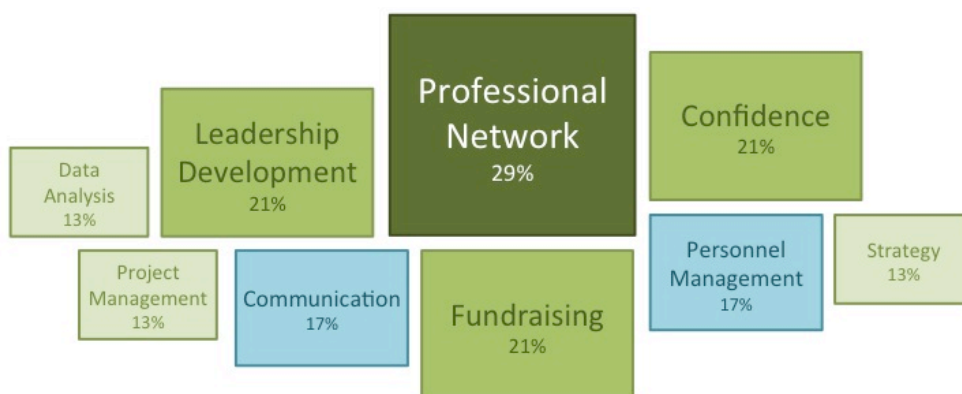 Professional
Network
29%
Leadership
Development
21%
Confidence
21%
Data
Analysis
13%
Project
Management
13%
Communication
17%
Fundraising
21%
Personnel
Management
17%
Strategy
13%